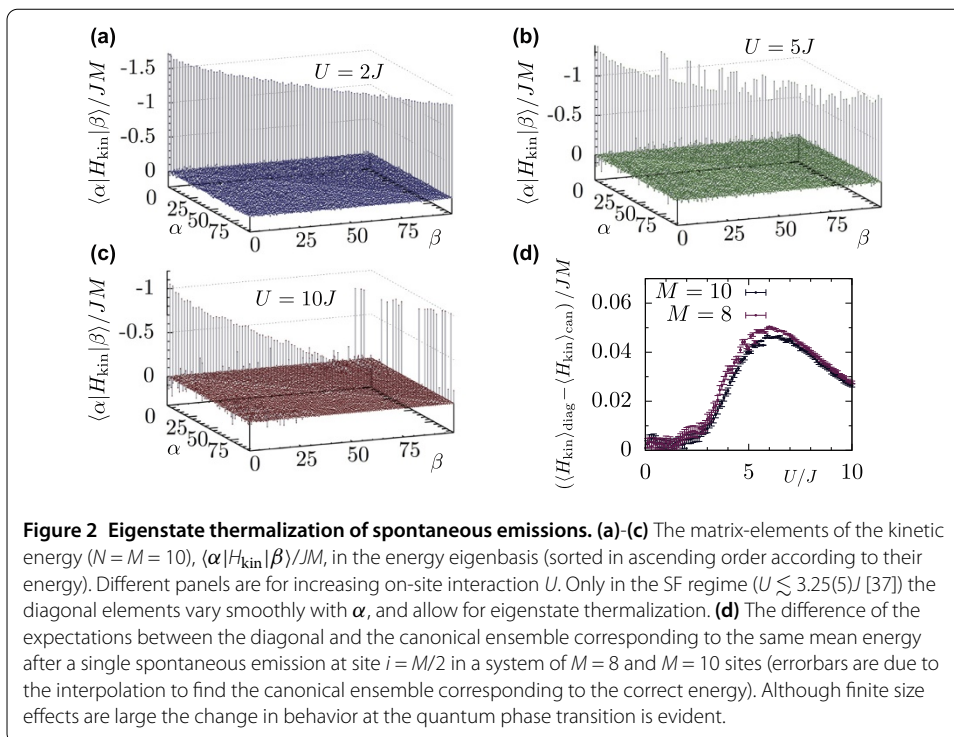 (a)
U = 2J
-1.5
-1
-0.5
0
⟨α|H_kin|β⟩/JM
0
25
50
75
α
0
25
50
75
β
(b)
U = 5J
-1
-0.5
0
⟨α|H_kin|β⟩/JM
0
25
50
75
α
0
25
50
75
β
(c)
U = 10J
-1
-0.5
0
⟨α|H_kin|β⟩/JM
0
25
50
75
α
0
25
50
75
β
(d)
M = 10
M = 8
0.06
0.04
0.02
0
(⟨H_kin⟩_diag − ⟨H_kin⟩_can)/JM
0
5
10
U/J
Figure 2 Eigenstate thermalization of spontaneous emissions. (a)-(c) The matrix-elements of the kinetic
energy (N = M = 10), ⟨α|H_kin|β⟩/JM, in the energy eigenbasis (sorted in ascending order according to their
energy). Different panels are for increasing on-site interaction U. Only in the SF regime (U ≲ 3.25(5)J [37]) the
diagonal elements vary smoothly with α, and allow for eigenstate thermalization. (d) The difference of the
expectations between the diagonal and the canonical ensemble corresponding to the same mean energy
after a single spontaneous emission at site i = M/2 in a system of M = 8 and M = 10 sites (errorbars are due to
the interpolation to find the canonical ensemble corresponding to the correct energy). Although finite size
effects are large the change in behavior at the quantum phase transition is evident.